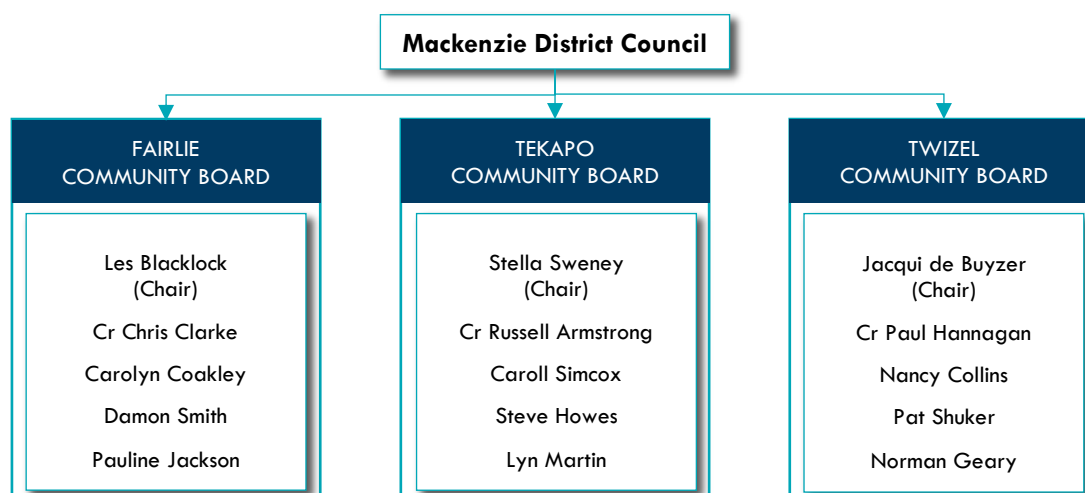 Mackenzie District Council
FAIRLIE
COMMUNITY BOARD
Les Blacklock
(Chair)
Cr Chris Clarke
Carolyn Coakley
Damon Smith
Pauline Jackson
TEKAPO
COMMUNITY BOARD
Stella Sweney
(Chair)
Cr Russell Armstrong
Caroll Simcox
Steve Howes
Lyn Martin
TWIZEL
COMMUNITY BOARD
Jacqui de Buyzer
(Chair)
Cr Paul Hannagan
Nancy Collins
Pat Shuker
Norman Geary